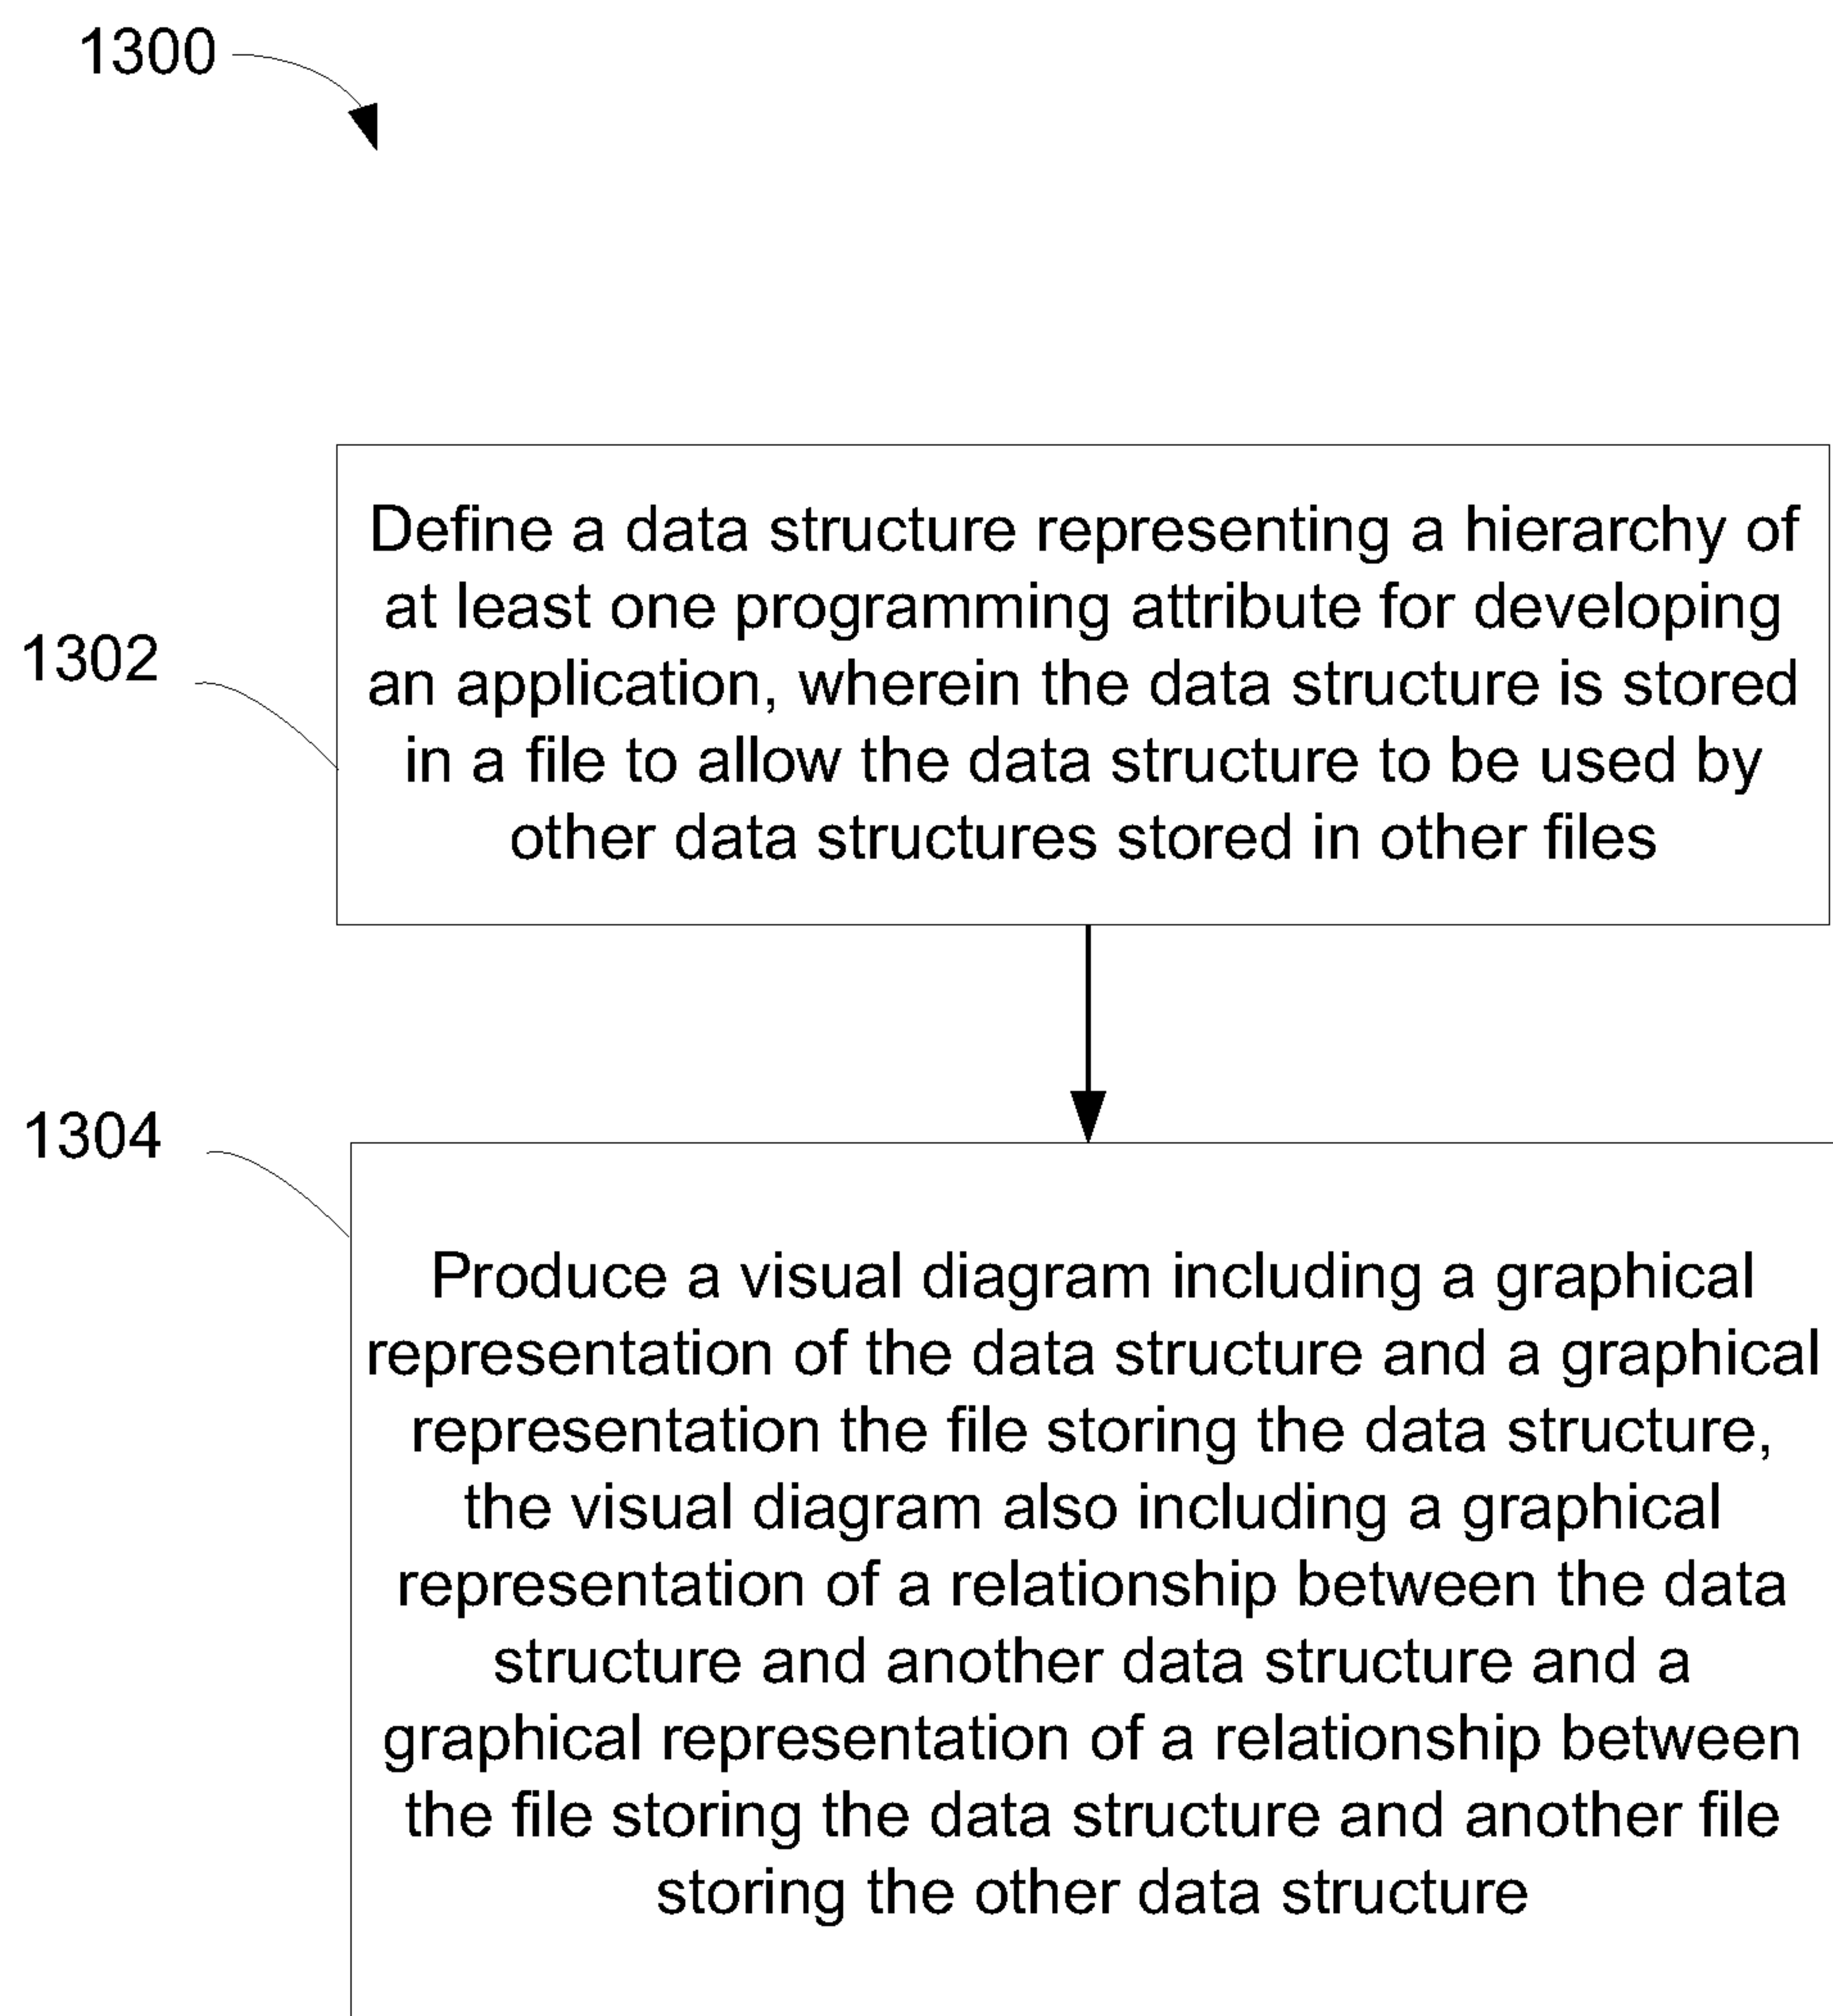 1300
1302
Define a data structure representing a hierarchy of
at least one programming attribute for developing
an application, wherein the data structure is stored
in a file to allow the data structure to be used by
other data structures stored in other files
1304
Produce a visual diagram including a graphical
representation of the data structure and a graphical
representation the file storing the data structure,
the visual diagram also including a graphical
representation of a relationship between the data
structure and another data structure and a
graphical representation of a relationship between
the file storing the data structure and another file
storing the other data structure